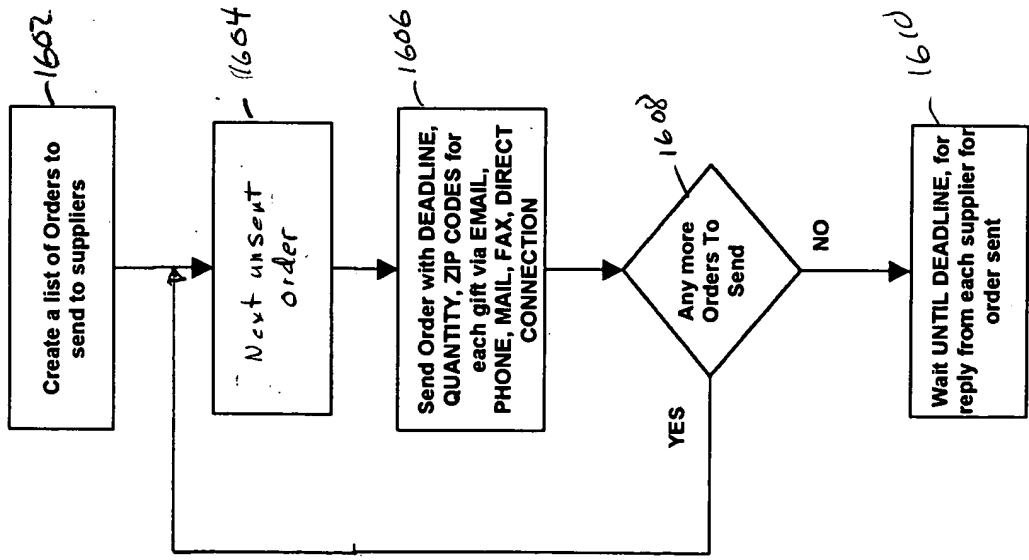 Create a list of Orders to
send to suppliers
1602
Next unsent
order
1604
Send Order with DEADLINE,
QUANTITY, ZIP CODES for
each gift via EMAIL,
PHONE, MAIL, FAX, DIRECT
CONNECTION
1606
Any more
Orders To
Send
1608
YES
NO
Wait UNTIL DEADLINE, for
reply from each supplier for
order sent
1610